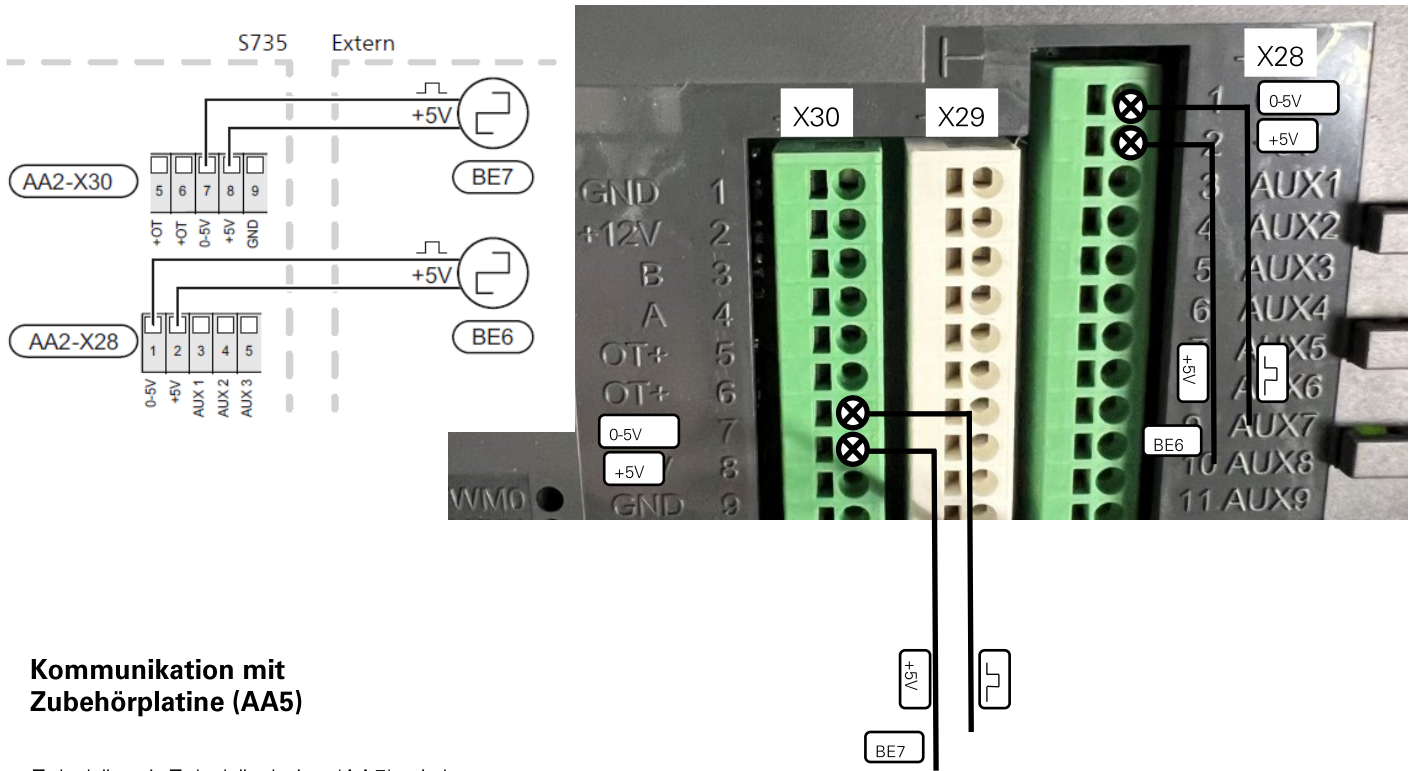 S735 Extern
+5V
BE7
AA2-X30
5 6 7 8 9
+OT +OT 0-5V +5V GND
+5V
BE6
AA2-X28
1 2 3 4 5
0-5V +5V AUX 1 AUX 2 AUX 3
X30 X29 X28
1 0-5V
2 +5V
GND 1
+12V 2
B 3
A 4
OT+ 5
OT+ 6
0-5V 7
+5V 8
GND 9
3 AUX1
4 AUX2
5 AUX3
6 AUX4
X5
+5V
X6
AUX7
BE6
10 AUX8
11 AUX9
WM0
+5V
BE7
Kommunikation mit
Zubehörplatine (AA5)